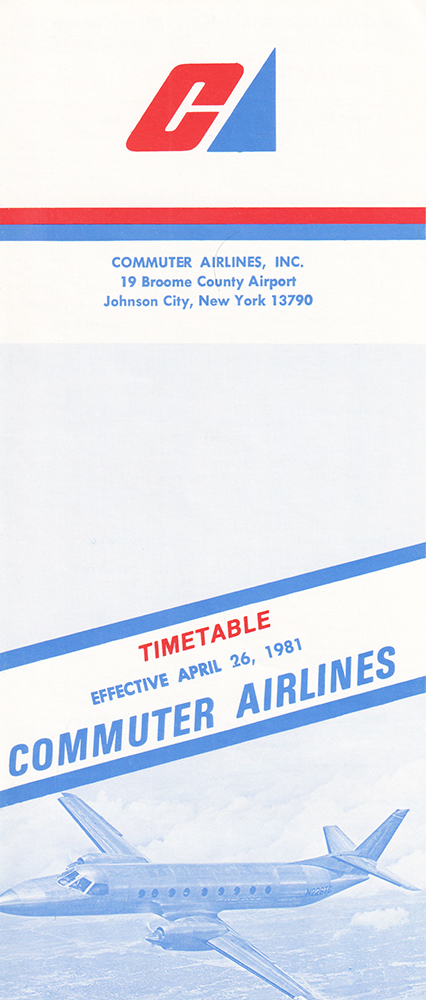 C
COMMUTER AIRLINES, INC.
19 Broome County Airport
Johnson City, New York 13790
TIMETABLE
EFFECTIVE APRIL 26, 1981
COMMUTER AIRLINES